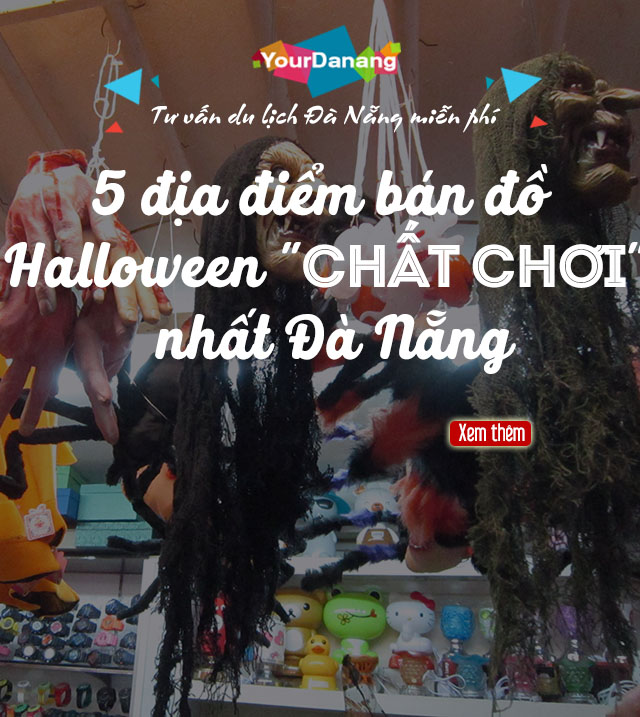 YourDanang
Tư vấn du lịch Đà Nẵng miễn phí
5 địa điểm bán đồ
Halloween "CHẤT CHƠI"
nhất Đà Nẵng
Xem thêm